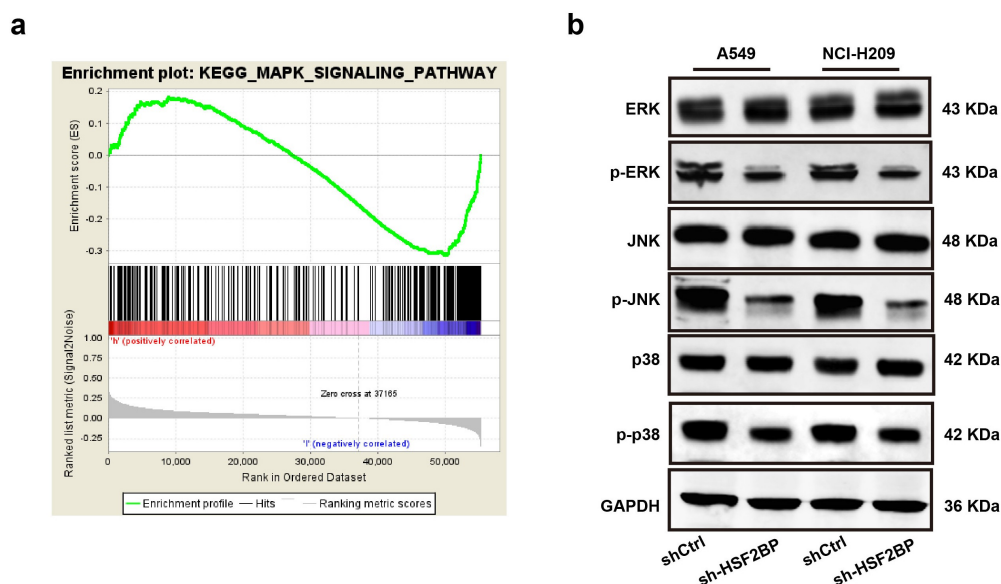 a
Enrichment plot: KEGG_MAPK_SIGNALING_PATHWAY
Enrichment score (ES)
0.2
0.1
0.0
-0.1
-0.2
-0.3
Ranked list metric (Signal2Noise)
1.00
0.75
0.50
0.25
0.00
-0.25
'h' (positively correlated)
Zero cross at 37165
'l' (negatively correlated)
0 10,000 20,000 30,000 40,000 50,000
Rank in Ordered Dataset
Enrichment profile Hits Ranking metric scores
b
A549 NCI-H209
ERK 43 KDa
p-ERK 43 KDa
JNK 48 KDa
p-JNK 48 KDa
p38 42 KDa
p-p38 42 KDa
GAPDH 36 KDa
shCtrl sh-HSF2BP shCtrl sh-HSF2BP